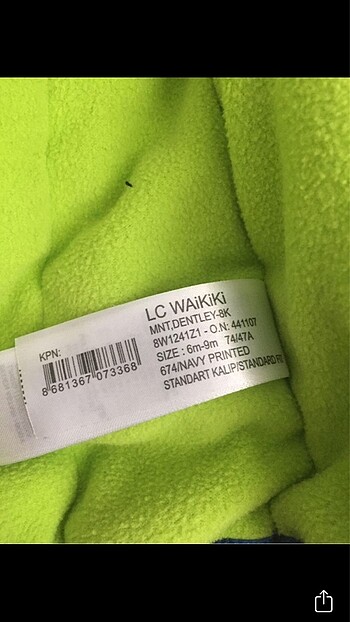 KPN:
8 681367 073368
LC WAiKiKi
MNT,DENTLEY-8K
8W1241Z1 - O.N: 441107
SIZE : 6m-9m 74/47A
674/NAVY PRINTED
STANDART KALIP/STANDARD FIT